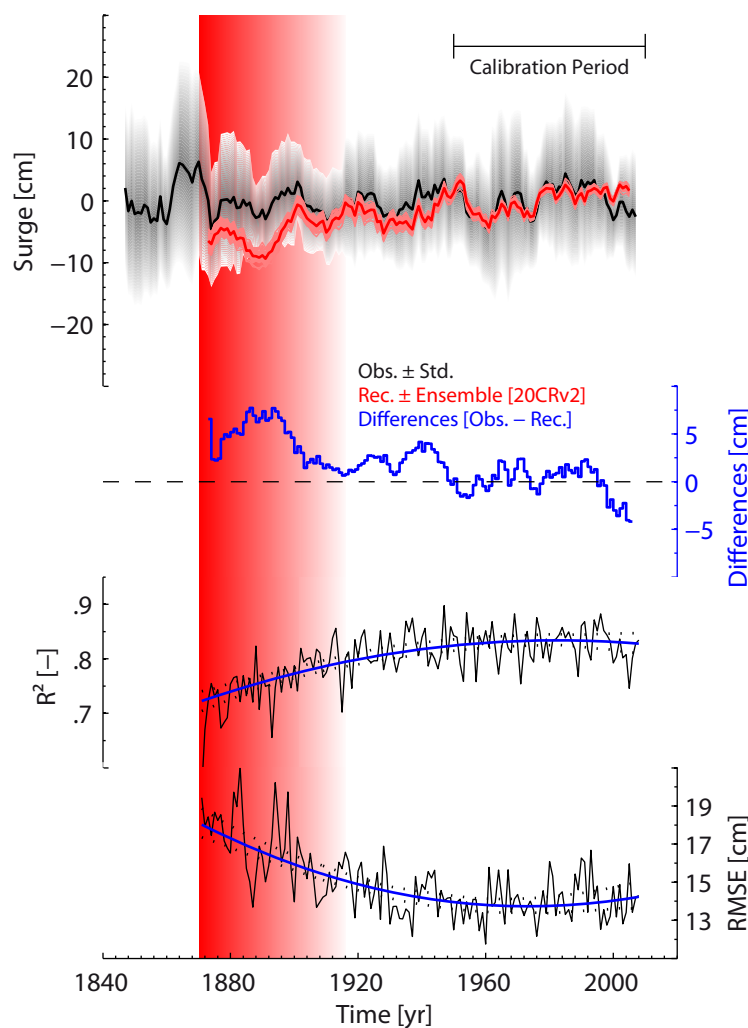 Calibration Period
20
10
0
−10
−20
Surge [cm]
Obs. ± Std.
Rec. ± Ensemble [20CRv2]
Differences [Obs. − Rec.]
5
0
−5
Differences [cm]
.9
.8
.7
R² [−]
19
17
15
13
RMSE [cm]
1840
1880
1920
1960
2000
Time [yr]